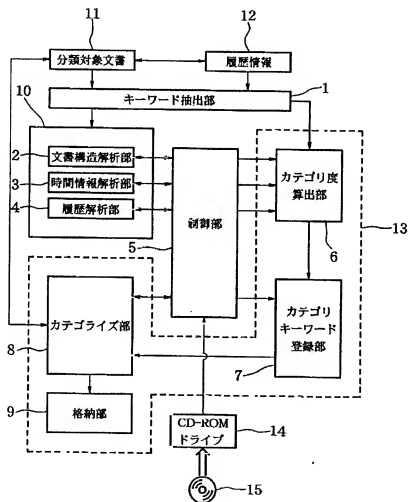 11
12
分類対象文書
履歴情報
1
キーワード抽出部
10
2
文書構造解析部
3
時間情報解析部
4
履歴解析部
制御部
5
カテゴリ度
算出部
6
13
カテゴライズ部
8
カテゴリ
キーワード
登録部
7
9
格納部
CD-ROM
ドライブ
14
15